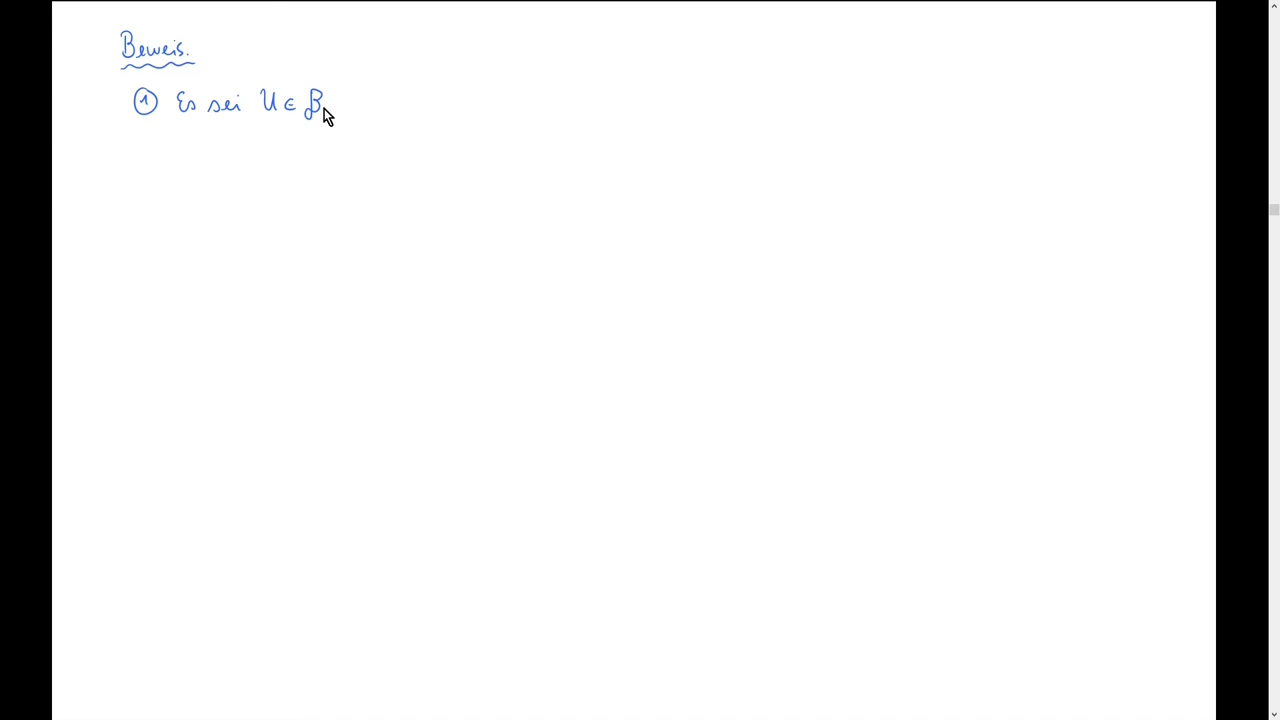 Beweis.
① Es sei U ∈ ℬ